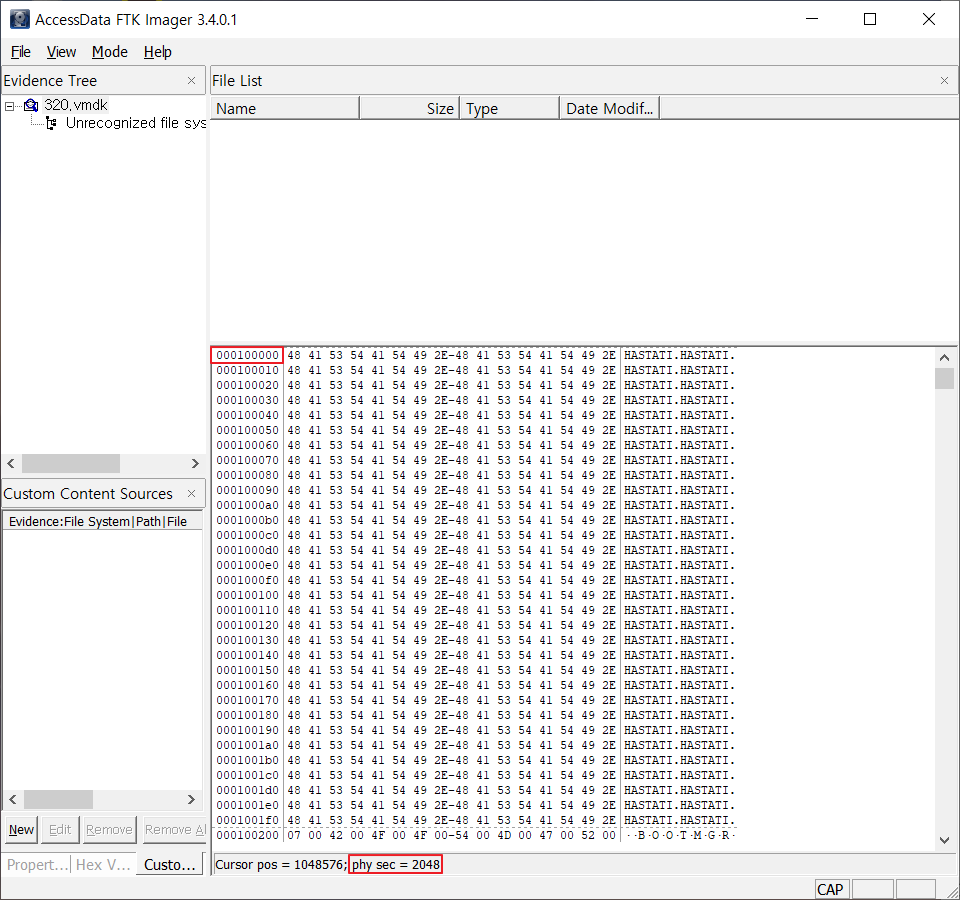 AccessData FTK Imager 3.4.0.1
File View Mode Help
Evidence Tree
320.vmdk
Unrecognized file sys
File List
Name Size Type Date Modif...
Custom Content Sources
Evidence:File System|Path|File
New Edit Remove Remove Al
Propert... Hex V... Custo...
000100000 48 41 53 54 41 54 49 2E-48 41 53 54 41 54 49 2E HASTATI.HASTATI.
000100010 48 41 53 54 41 54 49 2E-48 41 53 54 41 54 49 2E HASTATI.HASTATI.
000100020 48 41 53 54 41 54 49 2E-48 41 53 54 41 54 49 2E HASTATI.HASTATI.
000100030 48 41 53 54 41 54 49 2E-48 41 53 54 41 54 49 2E HASTATI.HASTATI.
000100040 48 41 53 54 41 54 49 2E-48 41 53 54 41 54 49 2E HASTATI.HASTATI.
000100050 48 41 53 54 41 54 49 2E-48 41 53 54 41 54 49 2E HASTATI.HASTATI.
000100060 48 41 53 54 41 54 49 2E-48 41 53 54 41 54 49 2E HASTATI.HASTATI.
000100070 48 41 53 54 41 54 49 2E-48 41 53 54 41 54 49 2E HASTATI.HASTATI.
000100080 48 41 53 54 41 54 49 2E-48 41 53 54 41 54 49 2E HASTATI.HASTATI.
000100090 48 41 53 54 41 54 49 2E-48 41 53 54 41 54 49 2E HASTATI.HASTATI.
0001000a0 48 41 53 54 41 54 49 2E-48 41 53 54 41 54 49 2E HASTATI.HASTATI.
0001000b0 48 41 53 54 41 54 49 2E-48 41 53 54 41 54 49 2E HASTATI.HASTATI.
0001000c0 48 41 53 54 41 54 49 2E-48 41 53 54 41 54 49 2E HASTATI.HASTATI.
0001000d0 48 41 53 54 41 54 49 2E-48 41 53 54 41 54 49 2E HASTATI.HASTATI.
0001000e0 48 41 53 54 41 54 49 2E-48 41 53 54 41 54 49 2E HASTATI.HASTATI.
0001000f0 48 41 53 54 41 54 49 2E-48 41 53 54 41 54 49 2E HASTATI.HASTATI.
000100100 48 41 53 54 41 54 49 2E-48 41 53 54 41 54 49 2E HASTATI.HASTATI.
000100110 48 41 53 54 41 54 49 2E-48 41 53 54 41 54 49 2E HASTATI.HASTATI.
000100120 48 41 53 54 41 54 49 2E-48 41 53 54 41 54 49 2E HASTATI.HASTATI.
000100130 48 41 53 54 41 54 49 2E-48 41 53 54 41 54 49 2E HASTATI.HASTATI.
000100140 48 41 53 54 41 54 49 2E-48 41 53 54 41 54 49 2E HASTATI.HASTATI.
000100150 48 41 53 54 41 54 49 2E-48 41 53 54 41 54 49 2E HASTATI.HASTATI.
000100160 48 41 53 54 41 54 49 2E-48 41 53 54 41 54 49 2E HASTATI.HASTATI.
000100170 48 41 53 54 41 54 49 2E-48 41 53 54 41 54 49 2E HASTATI.HASTATI.
000100180 48 41 53 54 41 54 49 2E-48 41 53 54 41 54 49 2E HASTATI.HASTATI.
000100190 48 41 53 54 41 54 49 2E-48 41 53 54 41 54 49 2E HASTATI.HASTATI.
0001001a0 48 41 53 54 41 54 49 2E-48 41 53 54 41 54 49 2E HASTATI.HASTATI.
0001001b0 48 41 53 54 41 54 49 2E-48 41 53 54 41 54 49 2E HASTATI.HASTATI.
0001001c0 48 41 53 54 41 54 49 2E-48 41 53 54 41 54 49 2E HASTATI.HASTATI.
0001001d0 48 41 53 54 41 54 49 2E-48 41 53 54 41 54 49 2E HASTATI.HASTATI.
0001001e0 48 41 53 54 41 54 49 2E-48 41 53 54 41 54 49 2E HASTATI.HASTATI.
0001001f0 48 41 53 54 41 54 49 2E-48 41 53 54 41 54 49 2E HASTATI.HASTATI.
000100200 07 00 42 00 4F 00 4F 00-54 00 4D 00 47 00 52 00 ··B·O·O·T·M·G·R·
Cursor pos = 1048576; phy sec = 2048
CAP